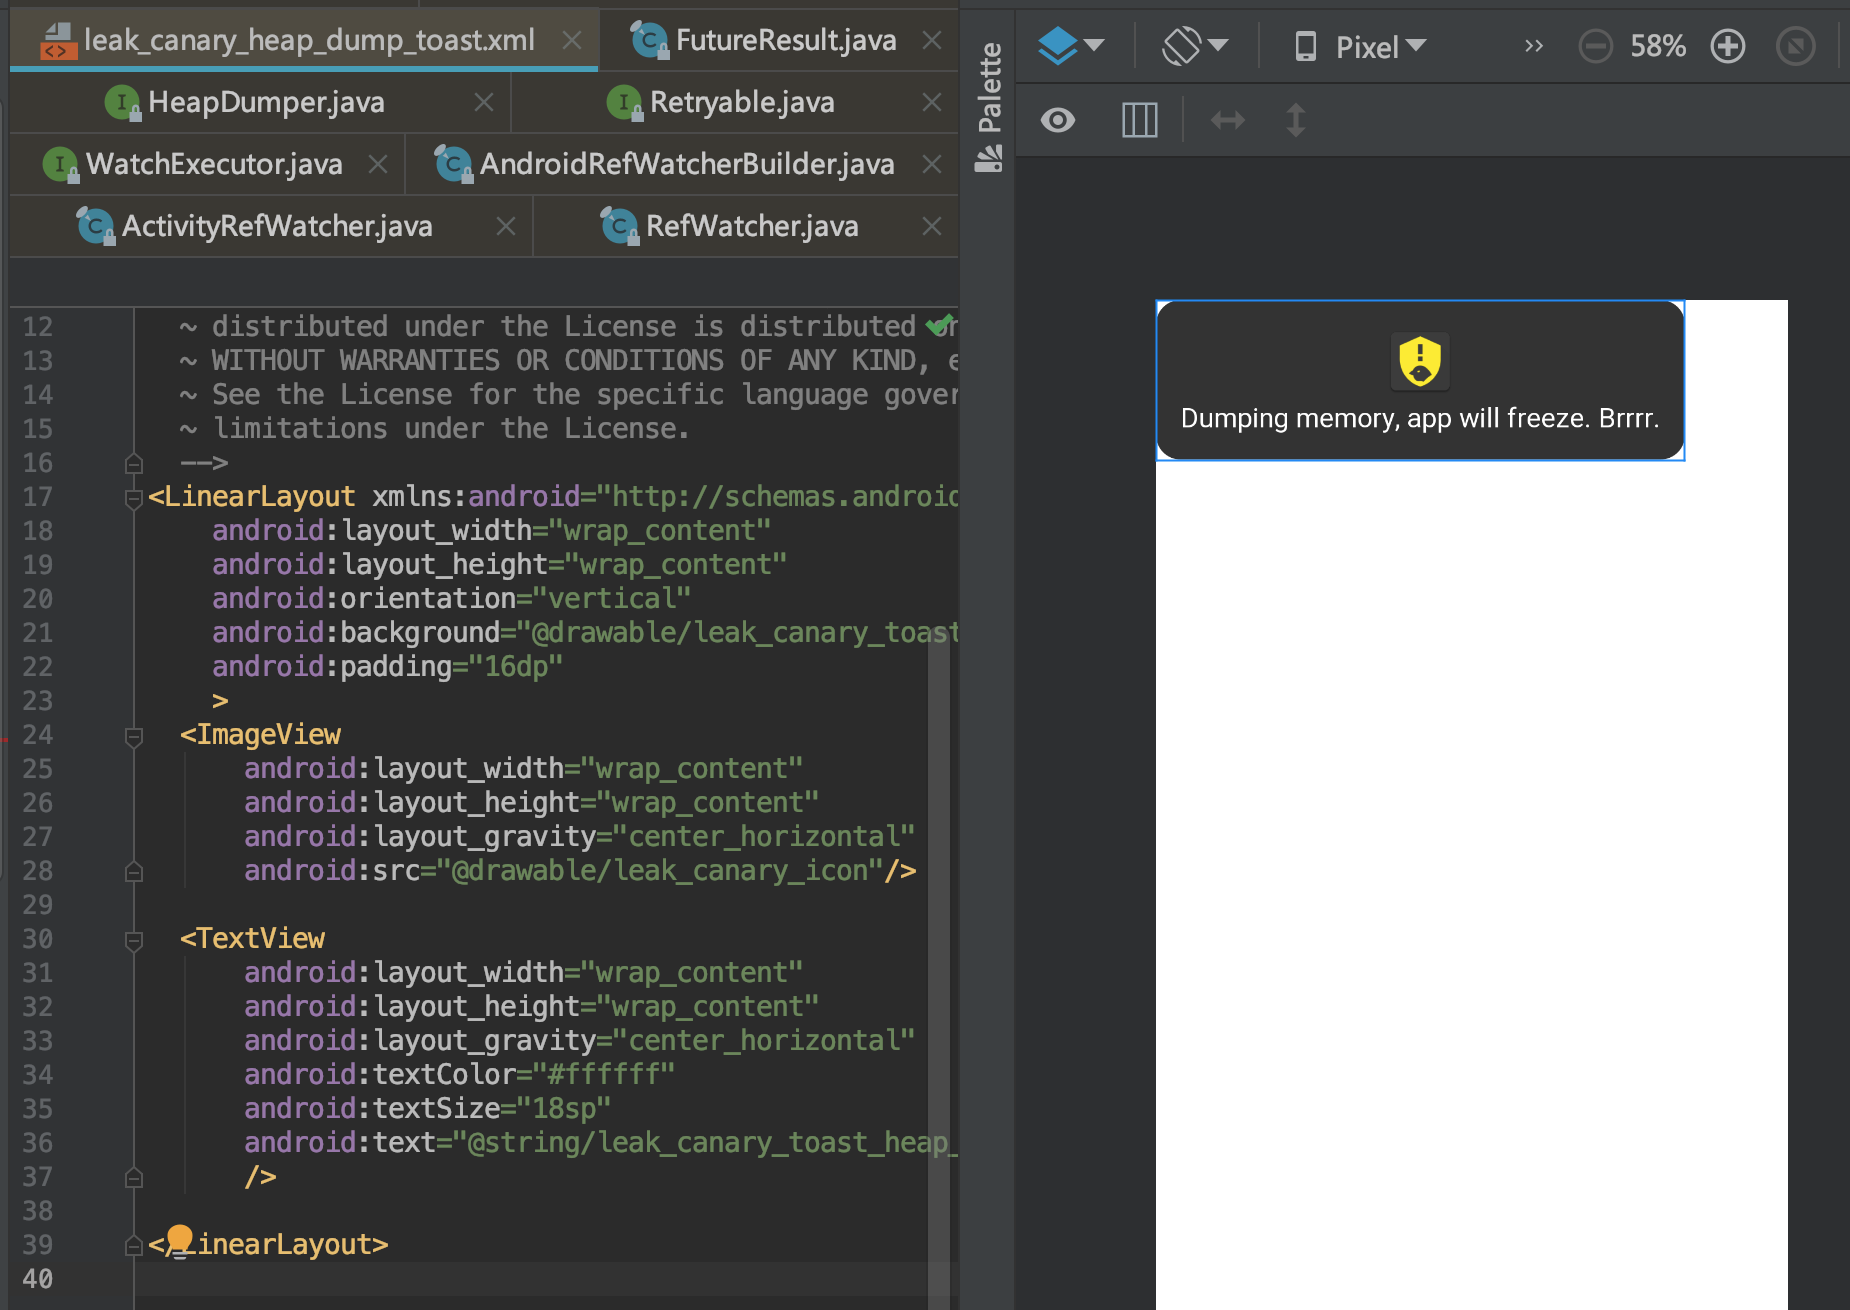 leak_canary_heap_dump_toast.xml
FutureResult.java
HeapDumper.java
Retryable.java
WatchExecutor.java
AndroidRefWatcherBuilder.java
ActivityRefWatcher.java
RefWatcher.java
Palette
Pixel
58%
12 ~ distributed under the License is distributed
13 ~ WITHOUT WARRANTIES OR CONDITIONS OF ANY KIND, e
14 ~ See the License for the specific language gover
15 ~ limitations under the License.
16 -->
17 <LinearLayout xmlns:android="http://schemas.android
18 android:layout_width="wrap_content"
19 android:layout_height="wrap_content"
20 android:orientation="vertical"
21 android:background="@drawable/leak_canary_toast
22 android:padding="16dp"
23 >
24 <ImageView
25 android:layout_width="wrap_content"
26 android:layout_height="wrap_content"
27 android:layout_gravity="center_horizontal"
28 android:src="@drawable/leak_canary_icon"/>
29
30 <TextView
31 android:layout_width="wrap_content"
32 android:layout_height="wrap_content"
33 android:layout_gravity="center_horizontal"
34 android:textColor="#ffffff"
35 android:textSize="18sp"
36 android:text="@string/leak_canary_toast_heap_
37 />
38
39 </LinearLayout>
40
Dumping memory, app will freeze. Brrrr.